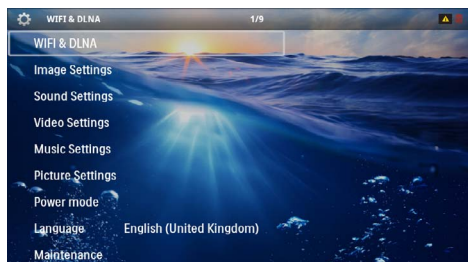 WIFI & DLNA 1/9
WIFI & DLNA
Image Settings
Sound Settings
Video Settings
Music Settings
Picture Settings
Power mode
Language English (United Kingdom)
Maintenance